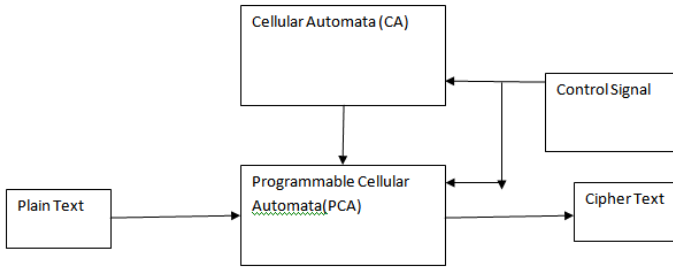 Cellular Automata (CA)
Control Signal
Programmable Cellular
Automata(PCA)
Plain Text
Cipher Text